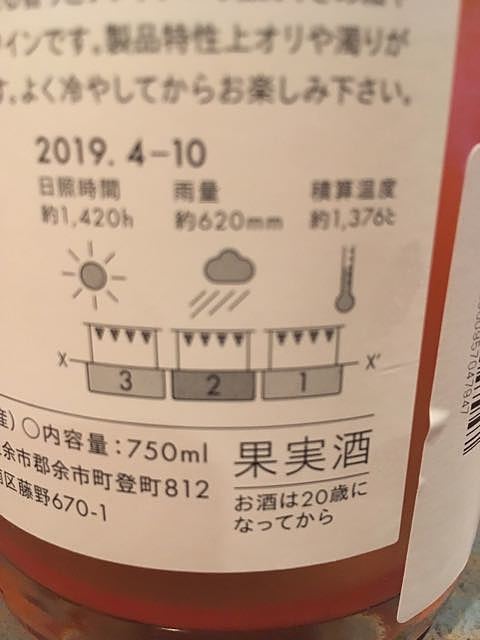 インです。製品特性上オリや濁りが
す。よく冷やしてからお楽しみ下さい。
2019. 4-10
日照時間 雨量 積算温度
約1,420h 約620mm 約1,376℃
X 3 2 1 X'
産) ○内容量：750ml
余市郡余市町登町812
区藤野670-1
果実酒
お酒は20歳に
なってから